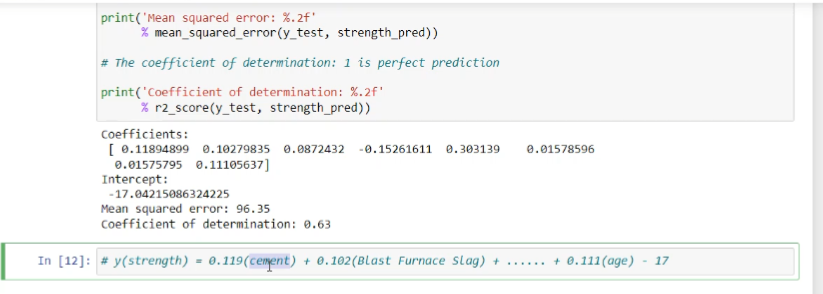 print('Mean squared error: %.2f'
% mean_squared_error(y_test, strength_pred))
# The coefficient of determination: 1 is perfect prediction
print('Coefficient of determination: %.2f'
% r2_score(y_test, strength_pred))
Coefficients:
[ 0.11894899 0.10279835 0.0872432 -0.15261611 0.303139 0.01578596
0.01575795 0.11105637]
Intercept:
-17.04215086324225
Mean squared error: 96.35
Coefficient of determination: 0.63
In [12]: # y(strength) = 0.119(cement) + 0.102(Blast Furnace Slag) + ...... + 0.111(age) - 17